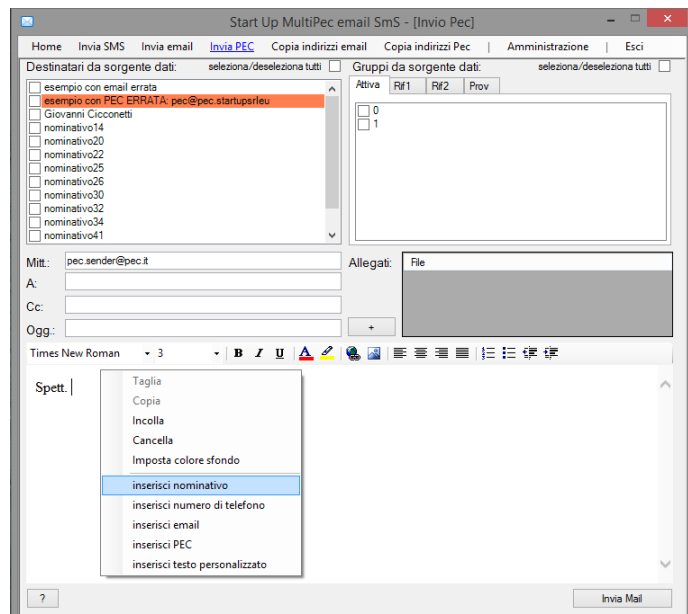 Start Up MultiPec email SmS - [Invio Pec]
Home Invia SMS Invia email Invia PEC Copia indirizzi email Copia indirizzi Pec | Amministrazione | Esci
Destinatari da sorgente dati: seleziona/deseleziona tutti Gruppi da sorgente dati: seleziona/deseleziona tutti
Attiva Rif1 Rif2 Prov
esempio con email errata
esempio con PEC ERRATA: pec@pec.startupsrleu
Giovanni Cicconetti
nominativo14
nominativo20
nominativo22
nominativo25
nominativo26
nominativo30
nominativo32
nominativo34
nominativo41
0
1
Mitt.: pec.sender@pec.it Allegati: File
A:
Cc:
Ogg.: +
Times New Roman 3 B I U A
Spett.
Taglia
Copia
Incolla
Cancella
Imposta colore sfondo
inserisci nominativo
inserisci numero di telefono
inserisci email
inserisci PEC
inserisci testo personalizzato
? Invia Mail